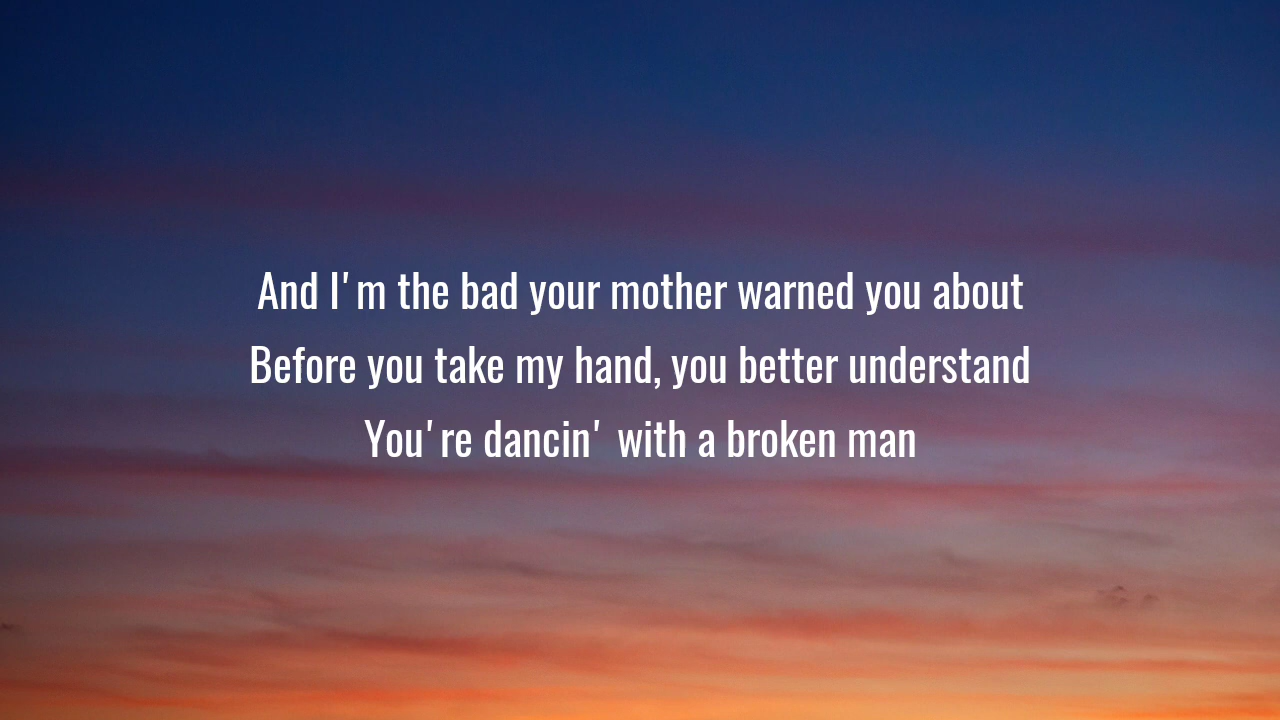 And I'm the bad your mother warned you about
Before you take my hand, you better understand
You're dancin' with a broken man